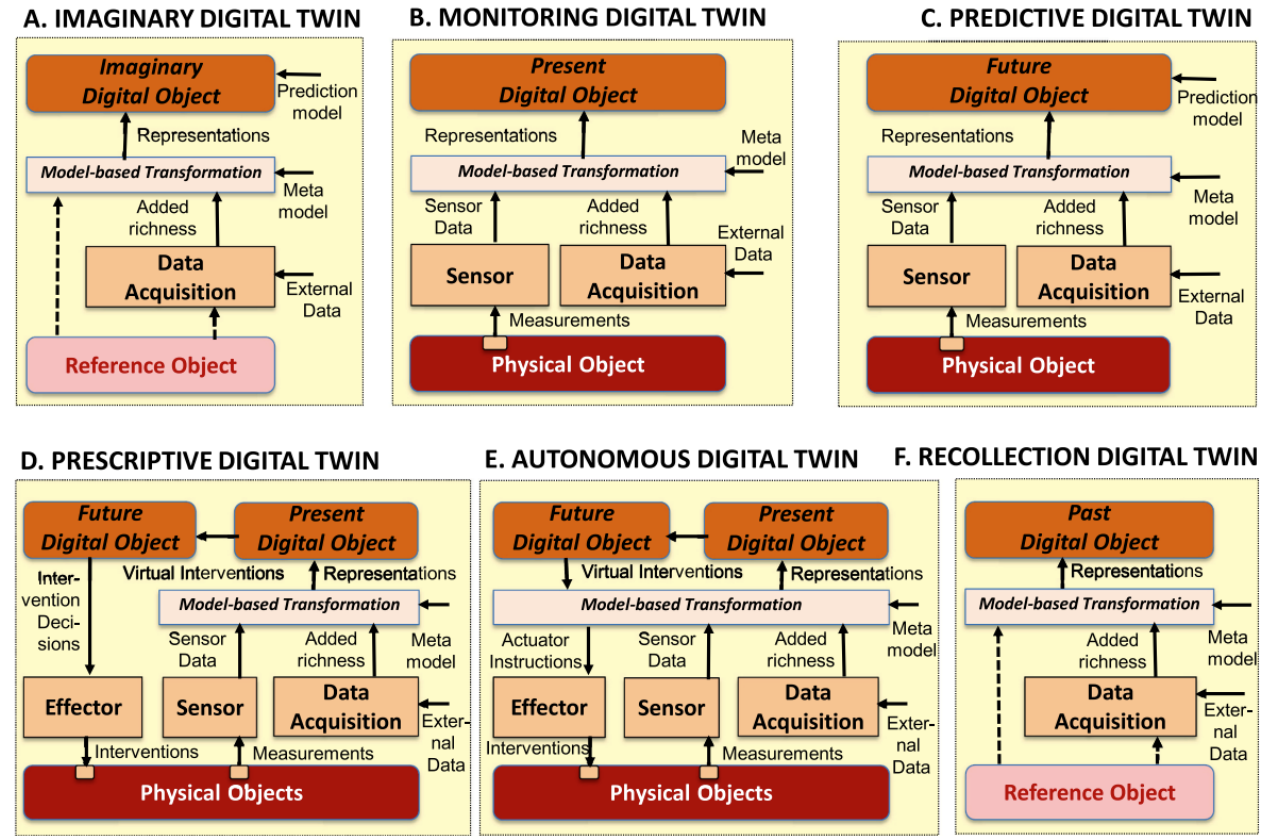 A. IMAGINARY DIGITAL TWIN
Imaginary
Digital Object
Prediction
model
Representations
Model-based Transformation
Meta
model
Added
richness
Data
Acquisition
External
Data
Reference Object
B. MONITORING DIGITAL TWIN
Present
Digital Object
Representations
Meta
model
Model-based Transformation
Sensor
Data
Added
richness
External
Data
Sensor
Data
Acquisition
Measurements
Physical Object
C. PREDICTIVE DIGITAL TWIN
Future
Digital Object
Prediction
model
Representations
Model-based Transformation
Meta
model
Sensor
Data
Added
richness
Sensor
Data
Acquisition
External
Data
Measurements
Physical Object
D. PRESCRIPTIVE DIGITAL TWIN
Future
Digital Object
Present
Digital Object
Inter-
vention
Deci-
sions
Virtual Interventions
Representations
Model-based Transformation
Sensor
Data
Added
richness
Meta
model
Effector
Sensor
Data
Acquisition
Exter-
nal
Data
Interventions
Measurements
Physical Objects
E. AUTONOMOUS DIGITAL TWIN
Future
Digital Object
Present
Digital Object
Virtual Interventions
Representations
Model-based Transformation
Actuator
Instructions
Sensor
Data
Added
richness
Meta
model
Effector
Sensor
Data
Acquisition
Exter-
nal
Data
Interventions
Measurements
Physical Objects
F. RECOLLECTION DIGITAL TWIN
Past
Digital Object
Representations
Model-based Transformation
Added
richness
Meta
model
Data
Acquisition
Exter-
nal
Data
Reference Object